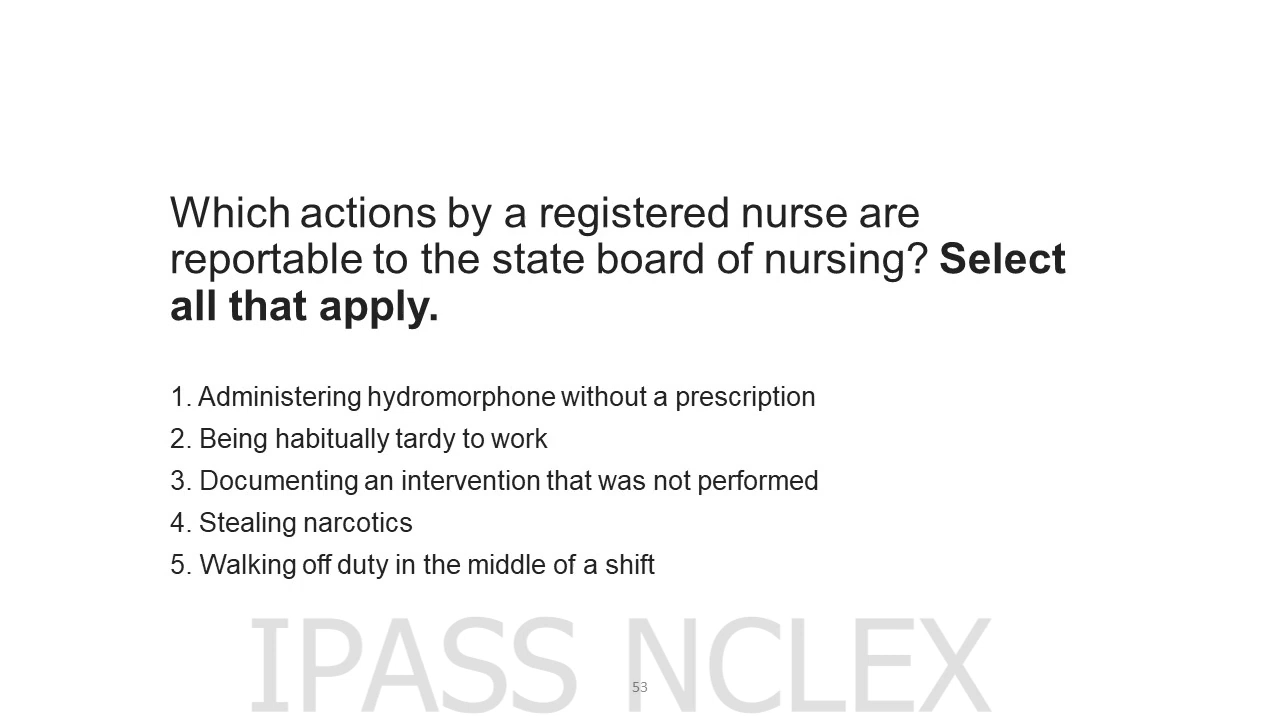 Which actions by a registered nurse are
reportable to the state board of nursing? Select
all that apply.
1. Administering hydromorphone without a prescription
2. Being habitually tardy to work
3. Documenting an intervention that was not performed
4. Stealing narcotics
5. Walking off duty in the middle of a shift
IPASS NCLEX
53